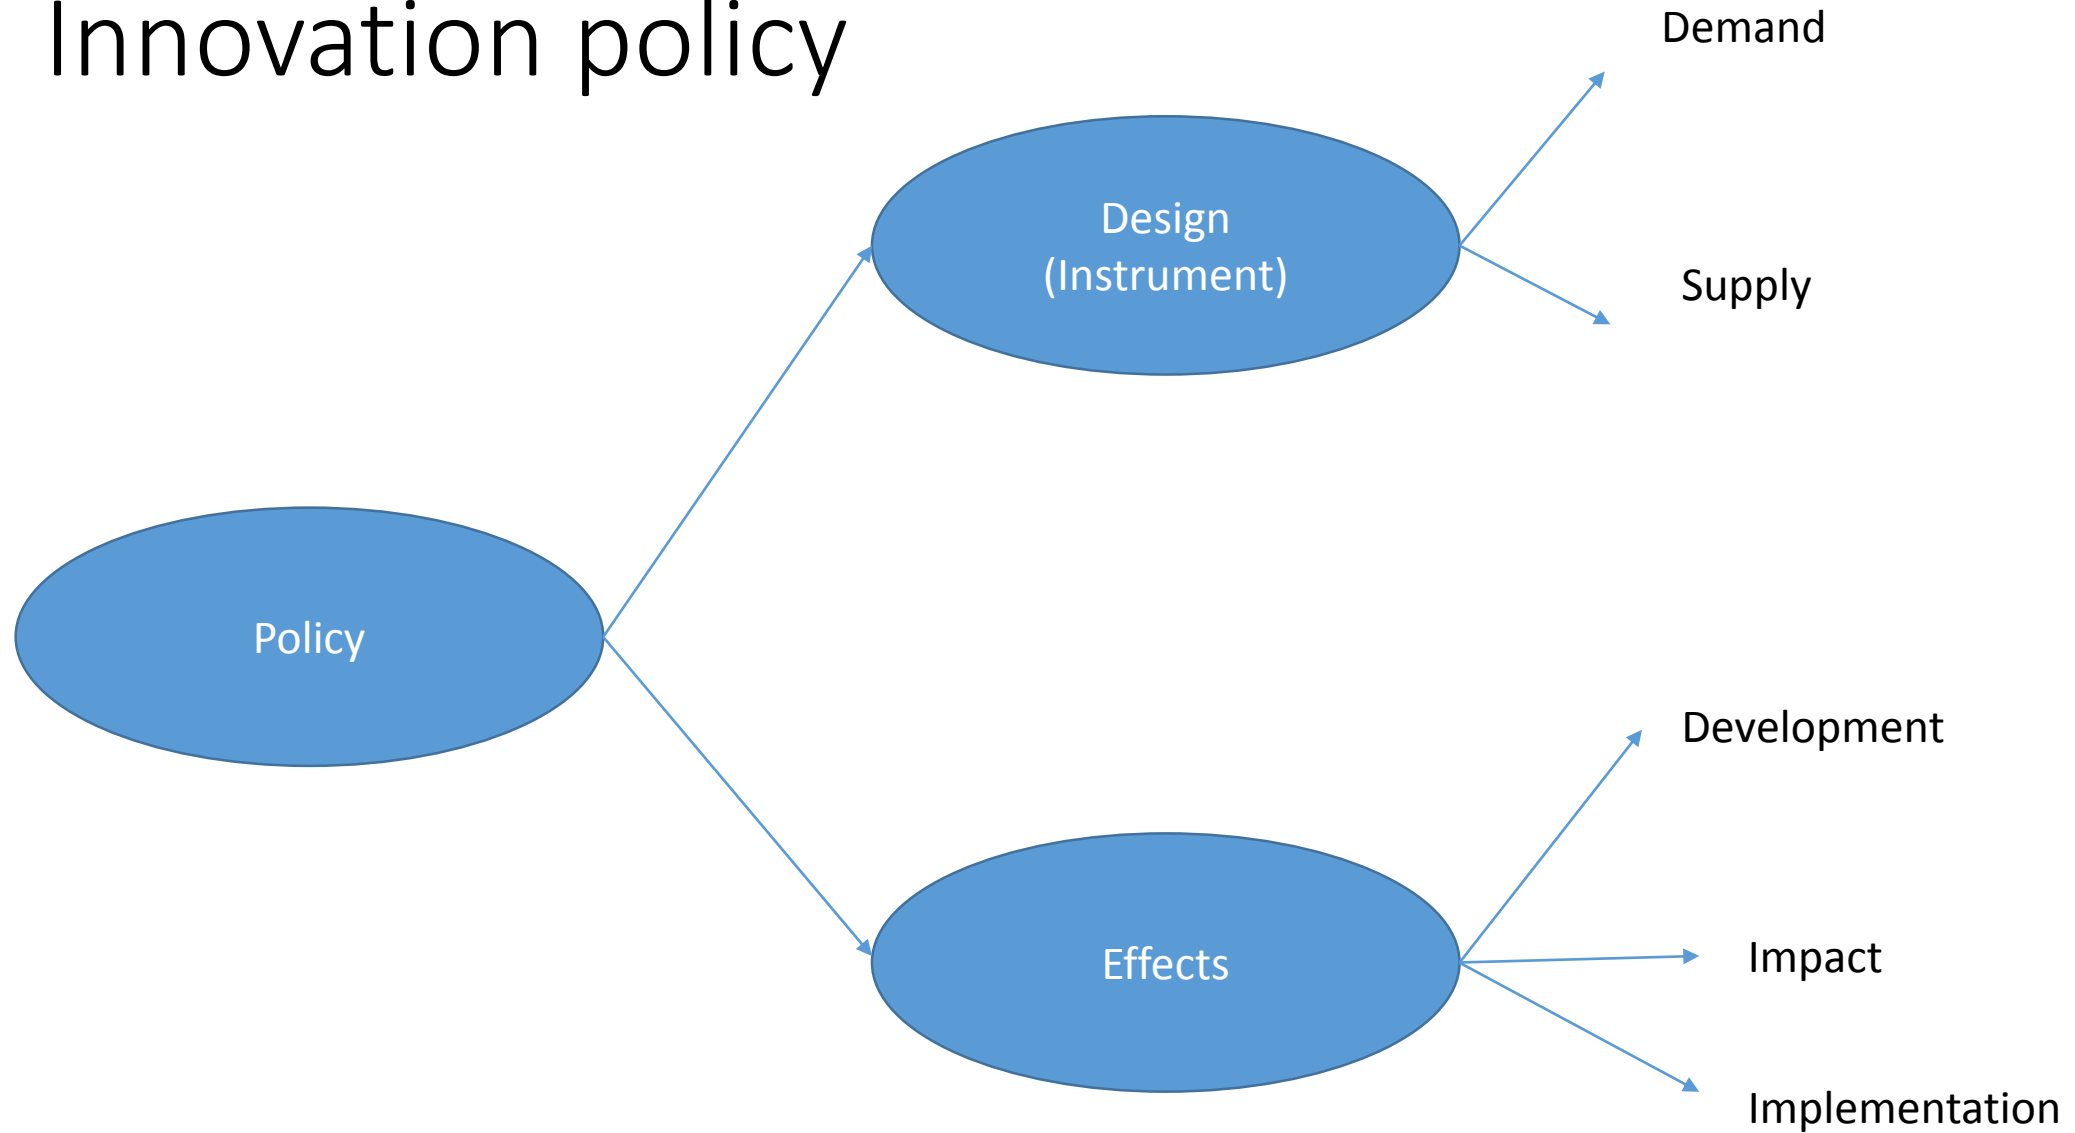 Innovation policy
Demand
Design
(Instrument)
Supply
Policy
Development
Effects
Impact
Implementation